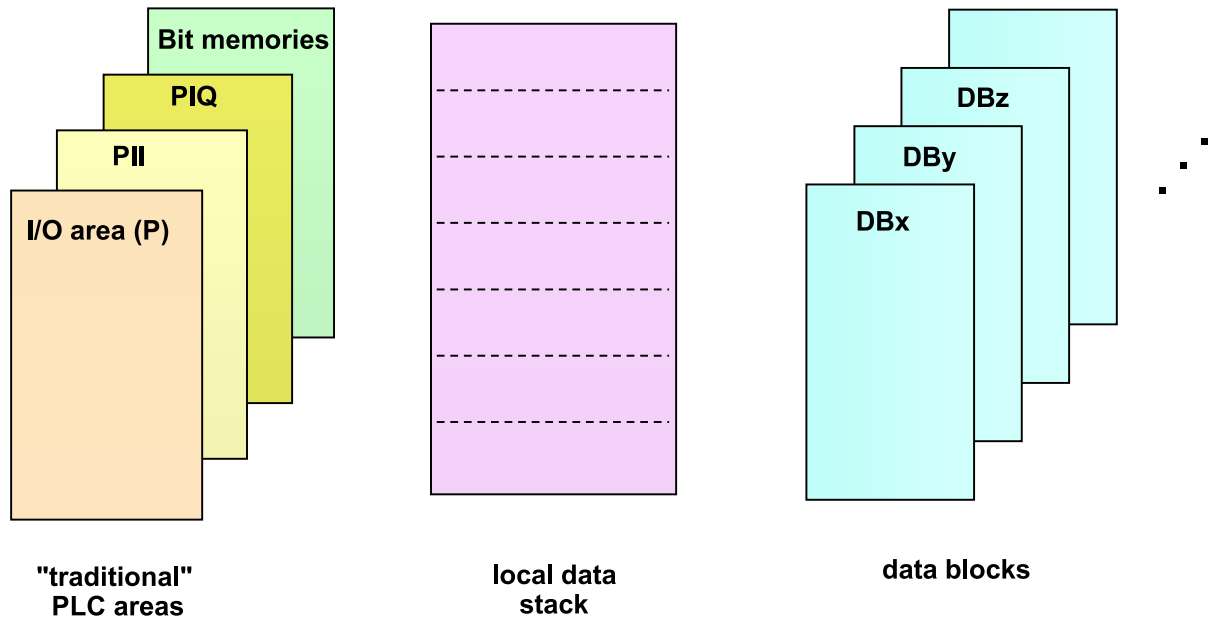 Bit memories
PIQ
PII
I/O area (P)
DBz
DBy
DBx
"traditional"
PLC areas
local data
stack
data blocks